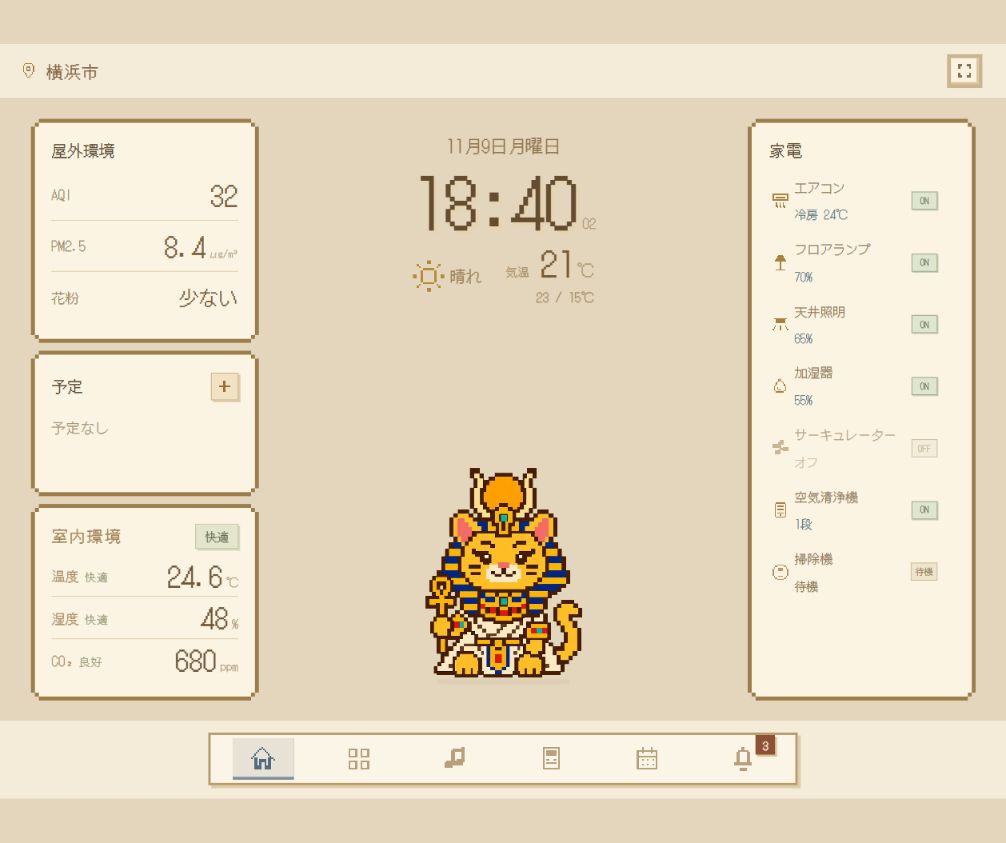 横浜市
屋外環境
AQI 32
PM2.5 8.4 μg/m³
花粉 少ない
予定 +
予定なし
室内環境 快適
温度 快適 24.6 ℃
湿度 快適 48 %
CO₂ 良好 680 ppm
11月9日月曜日
18:40 02
晴れ 気温 21℃
23 / 15℃
家電
エアコン ON
冷房 24℃
フロアランプ ON
70%
天井照明 ON
65%
加湿器 ON
55%
サーキュレーター OFF
オフ
空気清浄機 ON
1段
掃除機 待機
待機
3